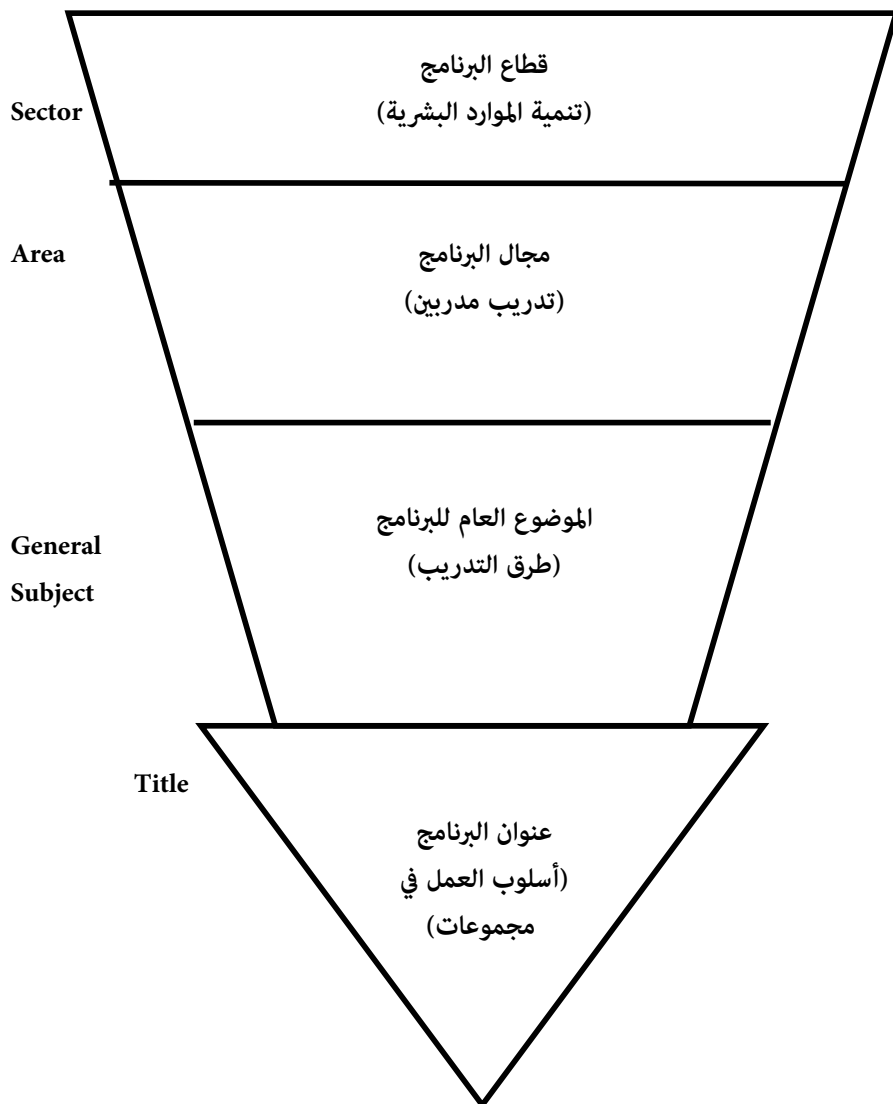 قطاع البرنامج
Sector
(تنمية الموارد البشرية)
Area
مجال البرنامج
(تدريب مدربين)
الموضوع العام للبرنامج
General
(طرق التدريب)
Subject
Title
عنوان البرنامج
(أسلوب العمل في
مجموعات)